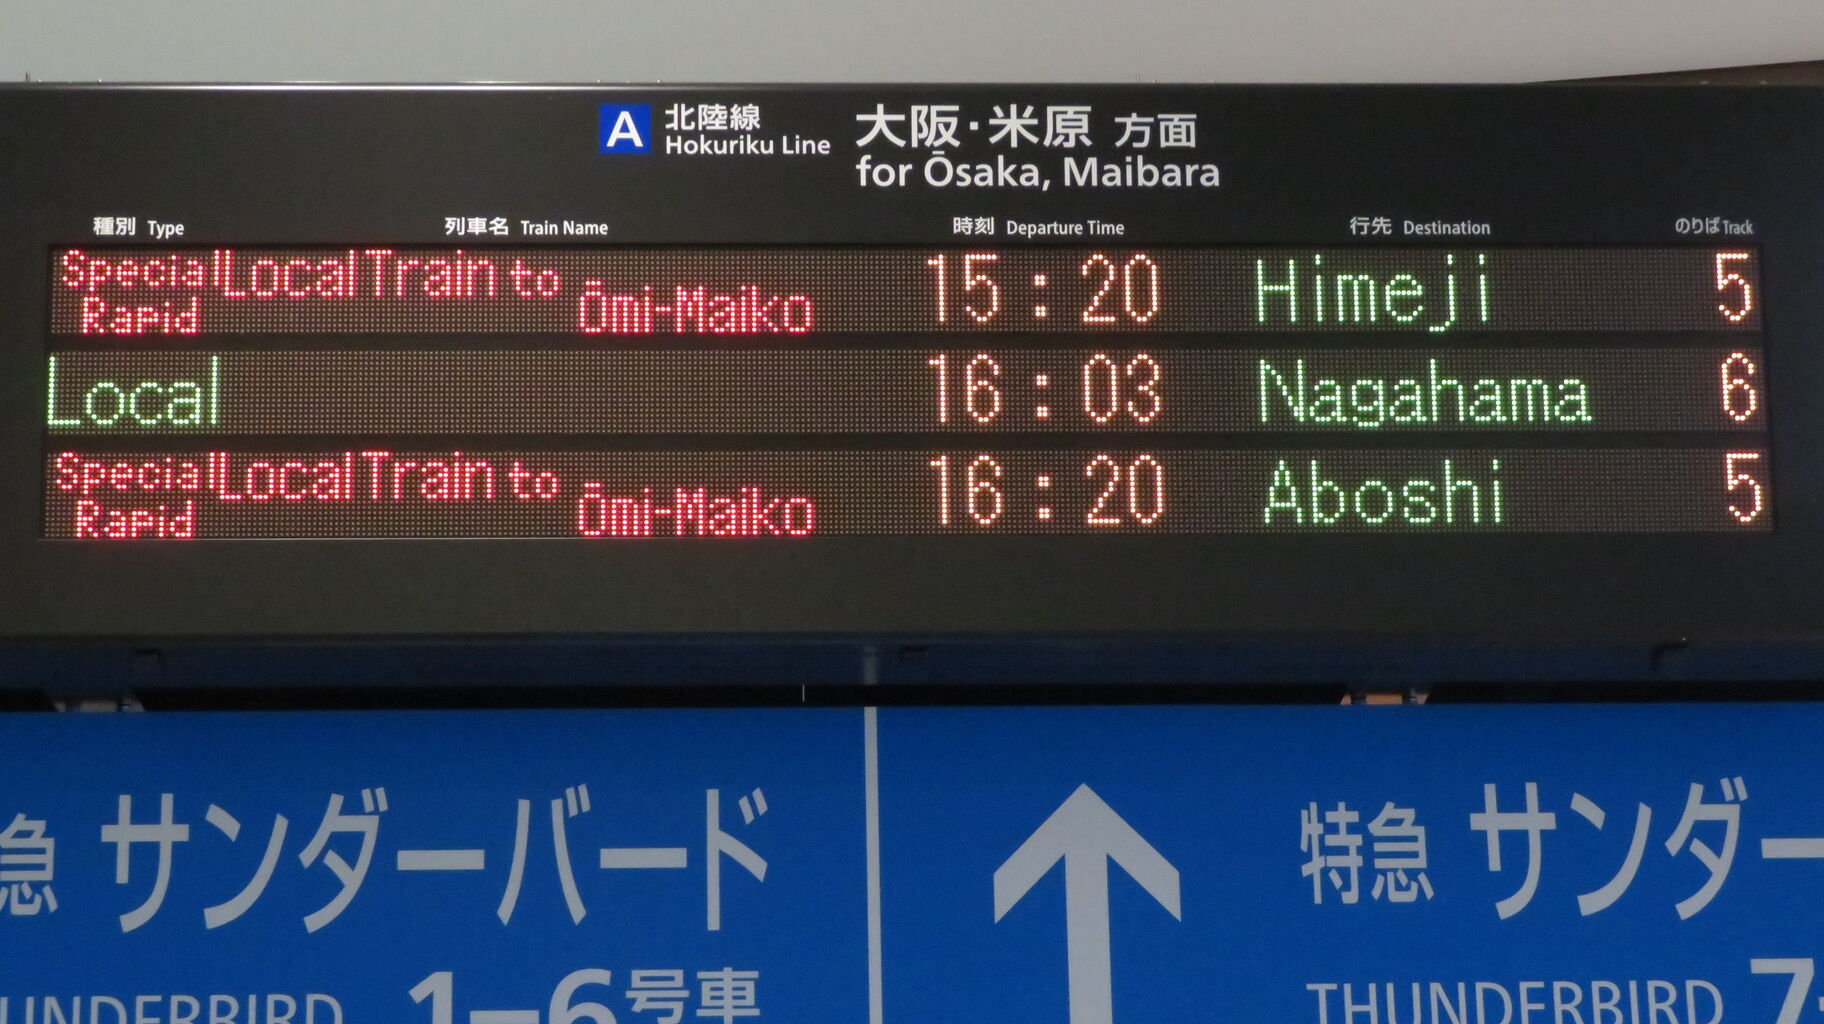 A 北陸線 大阪・米原 方面
Hokuriku Line for Ōsaka, Maibara
種別 Type 列車名 Train Name 時刻 Departure Time 行先 Destination のりば Track
Special Rapid Local Train to Ōmi-Maiko 15:20 Himeji 5
Local 16:03 Nagahama 6
Special Rapid Local Train to Ōmi-Maiko 16:20 Aboshi 5
急 サンダーバード
UNDERBIRD 1–6号車
特急 サンダー
THUNDERBIRD 7